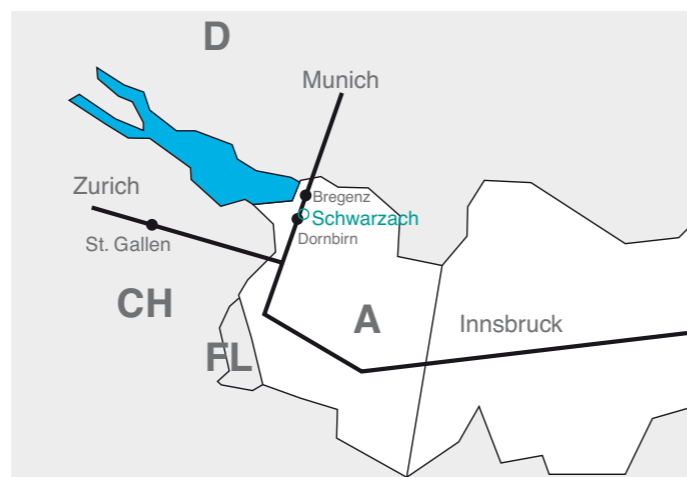 D
Munich
Zurich
Bregenz
Schwarzach
St. Gallen
Dornbirn
CH
A
Innsbruck
FL